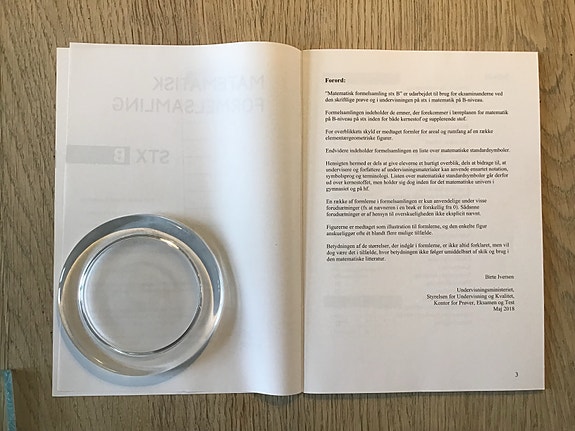 MATEMATISK
FORMELSAMLING
STX B
Forord:
"Matematisk formelsamling stx B" er udarbejdet til brug for eksaminanderne ved
den skriftlige prøve og i undervisningen på stx i matematik på B-niveau.
Formelsamlingen indeholder de emner, der forekommer i læreplanen for matematik
på B-niveau på stx inden for både kernestof og supplerende stof.
For overblikkets skyld er medtaget formler for areal og rumfang af en række
elementærgeometriske figurer.
Endvidere indeholder formelsamlingen en liste over matematiske standardsymboler.
Hensigten hermed er dels at give eleverne et hurtigt overblik, dels at bidrage til, at
undervisere og forfattere af undervisningsmaterialer kan anvende ensartet notation,
symbolsprog og terminologi. Listen over matematiske standardsymboler går derfor
ud over kernestoffet, men holder sig dog inden for det matematiske univers i
gymnasiet og på hf.
En række af formlerne i formelsamlingen er kun anvendelige under visse
forudsætninger (fx at nævneren i en brøk er forskellig fra 0). Sådanne
forudsætninger er af hensyn til overskueligheden ikke eksplicit nævnt.
Figurerne er medtaget som illustration til formlerne, og den enkelte figur
anskueliggør ofte ét blandt flere mulige tilfælde.
Betydningen af de størrelser, der indgår i formlerne, er ikke altid forklaret, men vil
dog være det i tilfælde, hvor betydningen ikke følger umiddelbart af skik og brug i
den matematiske litteratur.
Birte Iversen
Undervisningsministeriet,
Styrelsen for Undervisning og Kvalitet,
Kontor for Prøver, Eksamen og Test
Maj 2018
3